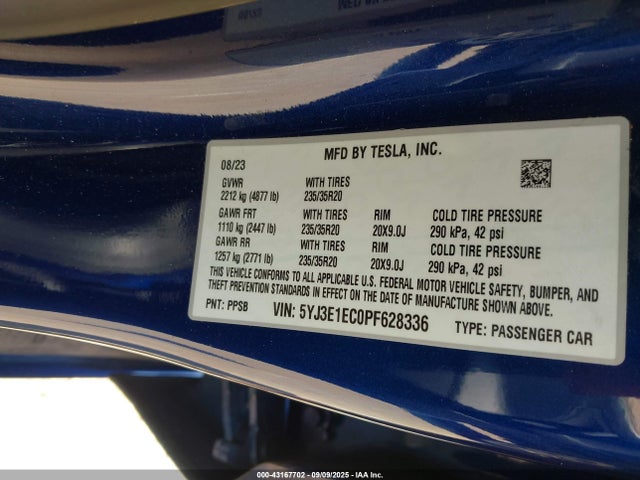 MFD BY TESLA, INC.
08/23
GVWR WITH TIRES
2212 kg (4877 lb) 235/35R20
GAWR FRT WITH TIRES RIM COLD TIRE PRESSURE
1110 kg (2447 lb) 235/35R20 20X9.0J 290 kPa, 42 psi
GAWR RR WITH TIRES RIM COLD TIRE PRESSURE
1257 kg (2771 lb) 235/35R20 20X9.0J 290 kPa, 42 psi
THIS VEHICLE CONFORMS TO ALL APPLICABLE U.S. FEDERAL MOTOR VEHICLE SAFETY, BUMPER, AND
THEFT PREVENTION STANDARDS IN EFFECT ON THE DATE OF MANUFACTURE SHOWN ABOVE.
PNT: PPSB VIN: 5YJ3E1EC0PF628336 TYPE: PASSENGER CAR
000-43167702 - 09/09/2025 - IAA Inc.